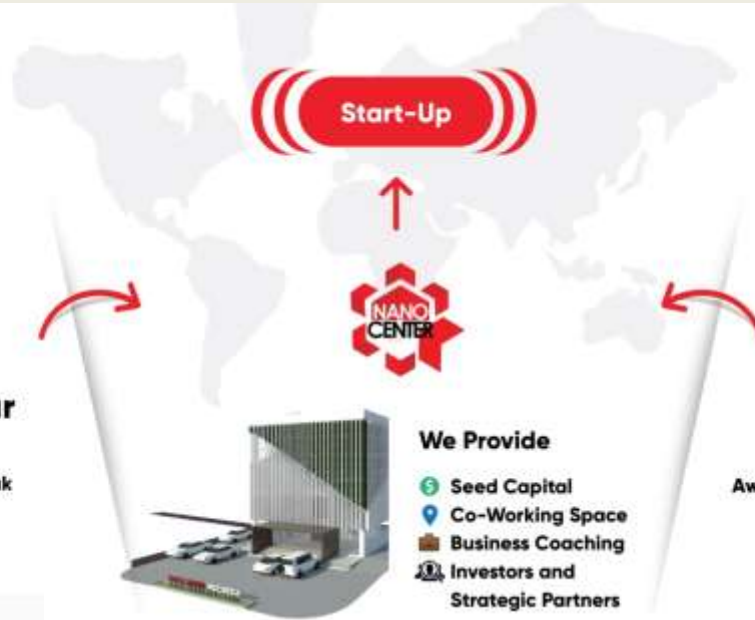 Start-Up
NANO
CENTER
We Provide
Seed Capital
Co-Working Space
Business Coaching
Investors and
Strategic Partners